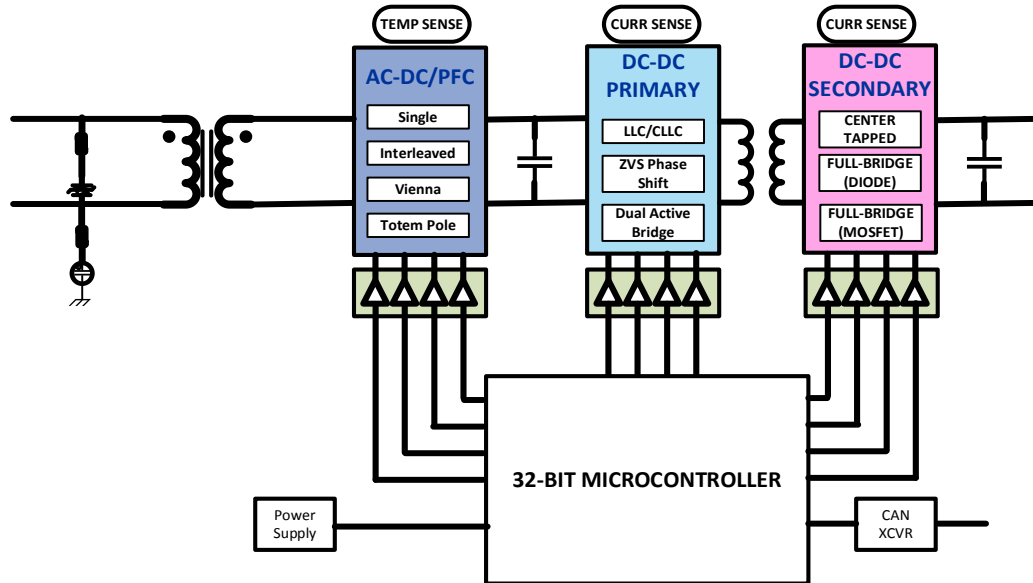 TEMP SENSE
CURR SENSE
CURR SENSE
AC-DC/PFC
Single
Interleaved
Vienna
Totem Pole
DC-DC
PRIMARY
LLC/CLLC
ZVS Phase
Shift
Dual Active
Bridge
DC-DC
SECONDARY
CENTER
TAPPED
FULL-BRIDGE
(DIODE)
FULL-BRIDGE
(MOSFET)
32-BIT MICROCONTROLLER
Power
Supply
CAN
XCVR